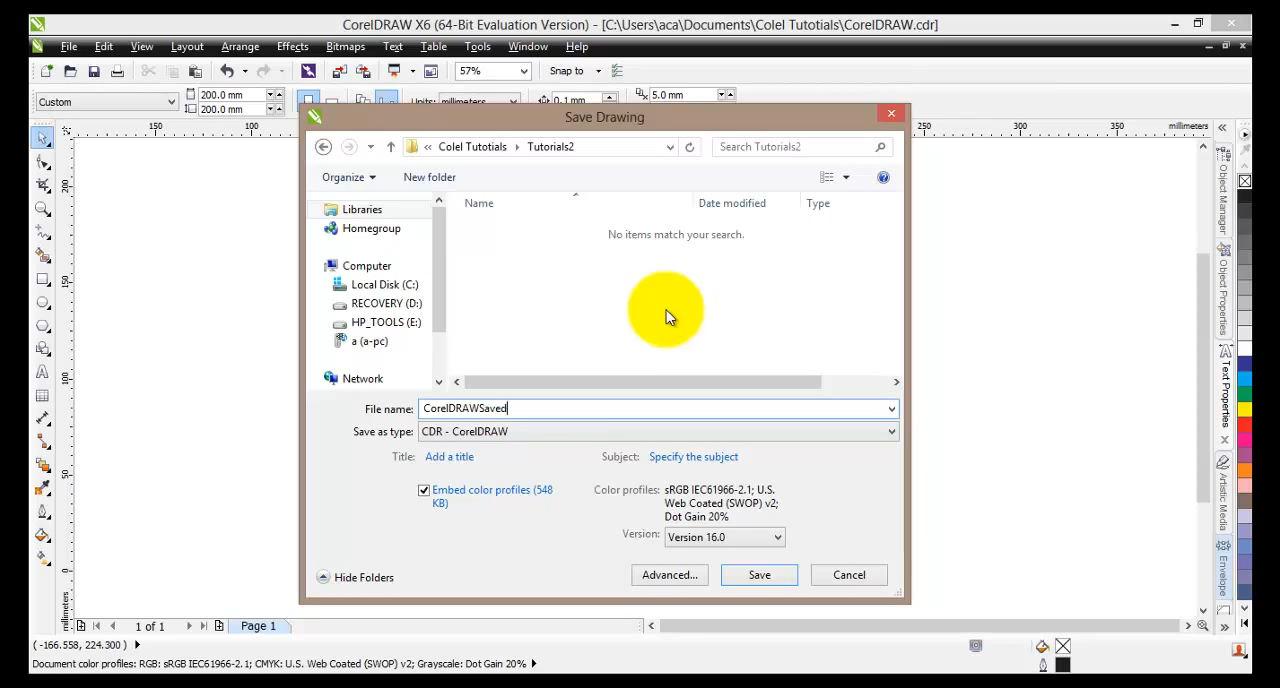 CorelDRAW X6 (64-Bit Evaluation Version) - [C:\Users\aca\Documents\Colel Tutotials\CorelDRAW.cdr]
File Edit View Layout Arrange Effects Bitmaps Text Table Tools Window Help
57% Snap to
Custom 200.0 mm Units: millimeters 0.1 mm 5.0 mm
200.0 mm
150 100 250 300 350 millimeters
200
150
100
50
0
millimeters
Save Drawing
« Colel Tutotials Tutorials2 Search Tutorials2
Organize New folder
Name Date modified Type
No items match your search.
Libraries
Homegroup
Computer
Local Disk (C:)
RECOVERY (D:)
HP_TOOLS (E:)
a (a-pc)
Network
File name: CorelDRAWSaved
Save as type: CDR - CorelDRAW
Title: Add a title Subject: Specify the subject
Embed color profiles (548 KB)
Color profiles: sRGB IEC61966-2.1; U.S.
Web Coated (SWOP) v2;
Dot Gain 20%
Version: Version 16.0
Hide Folders Advanced... Save Cancel
Object Manager
Object Properties
Text Properties
Artistic Media
Envelope
1 of 1 Page 1
( -166.558, 224.300 )
Document color profiles: RGB: sRGB IEC61966-2.1; CMYK: U.S. Web Coated (SWOP) v2; Grayscale: Dot Gain 20%